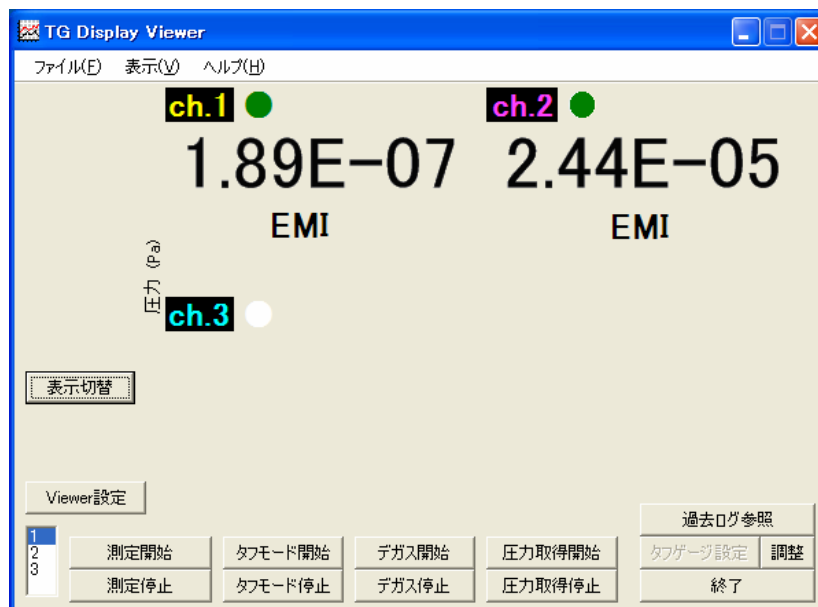 TG Display Viewer
ファイル(F) 表示(V) ヘルプ(H)
ch.1 ch.2
1.89E-07 2.44E-05
EMI EMI
圧力 (Pa)
ch.3
表示切替
Viewer設定
過去ログ参照
1
2
3
測定開始 タフモード開始 デガス開始 圧力取得開始 タフゲージ設定 調整
測定停止 タフモード停止 デガス停止 圧力取得停止 終了